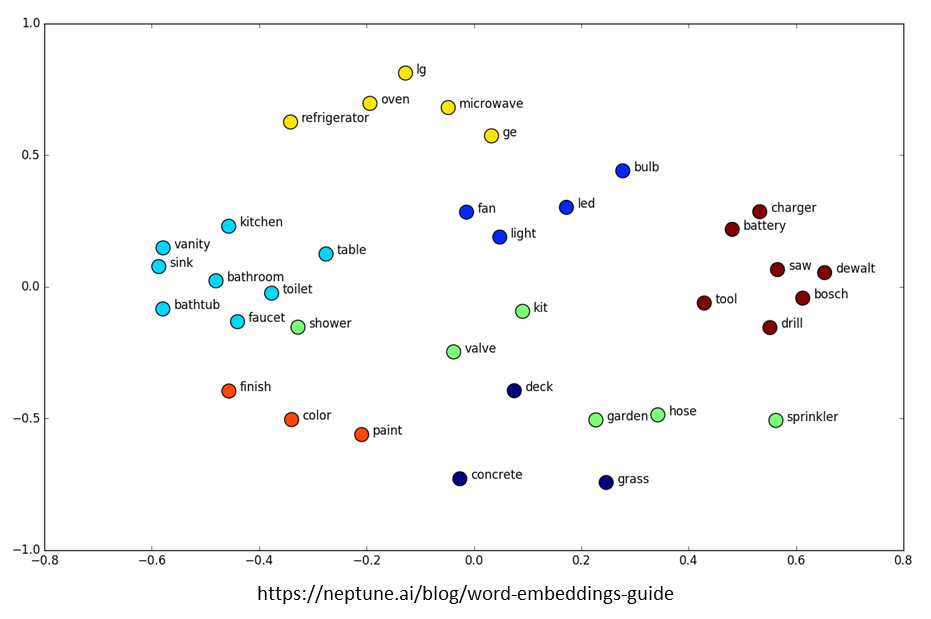 1.0
lg
oven
microwave
refrigerator
ge
0.5
bulb
led
charger
fan
battery
kitchen
light
vanity
table
sink
saw
dewalt
bathroom
toilet
0.0
bosch
tool
bathtub
kit
faucet
shower
drill
valve
finish
deck
hose
color
garden
sprinkler
−0.5
paint
concrete
grass
−1.0
−0.8 −0.6 −0.4 −0.2 0.0 0.2 0.4 0.6 0.8
https://neptune.ai/blog/word-embeddings-guide